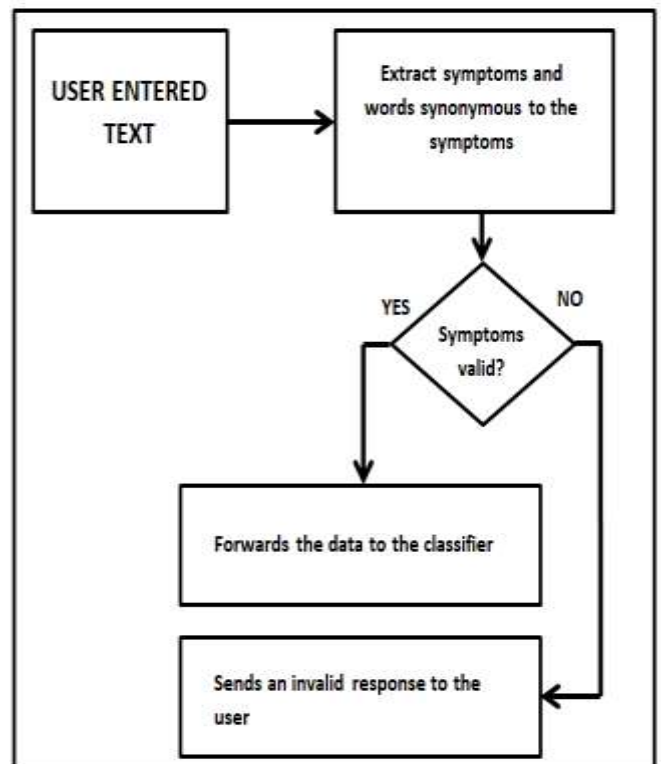 USER ENTERED
TEXT
Extract symptoms and
words synonymous to the
symptoms
YES
NO
Symptoms
valid?
Forwards the data to the classifier
Sends an invalid response to the
user